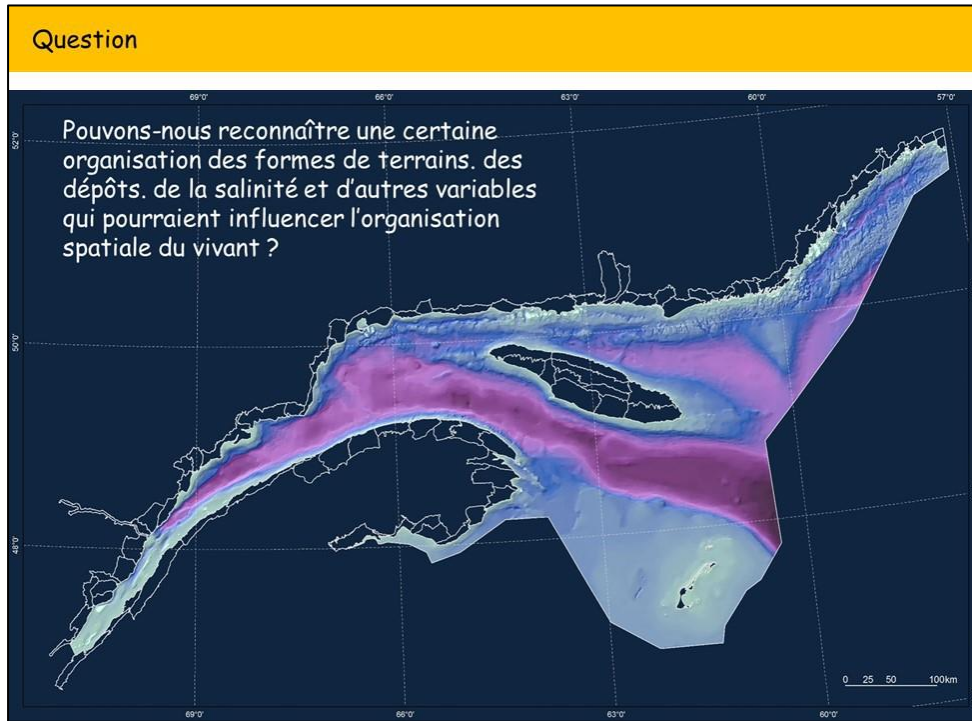 Question
69°0'
66°0'
63°0'
60°0'
57°0'
52°0'
Pouvons-nous reconnaître une certaine
organisation des formes de terrains. des
dépôts. de la salinité et d'autres variables
qui pourraient influencer l'organisation
spatiale du vivant ?
50°0'
48°0'
0 25 50 100km
69°0'
66°0'
63°0'
60°0'